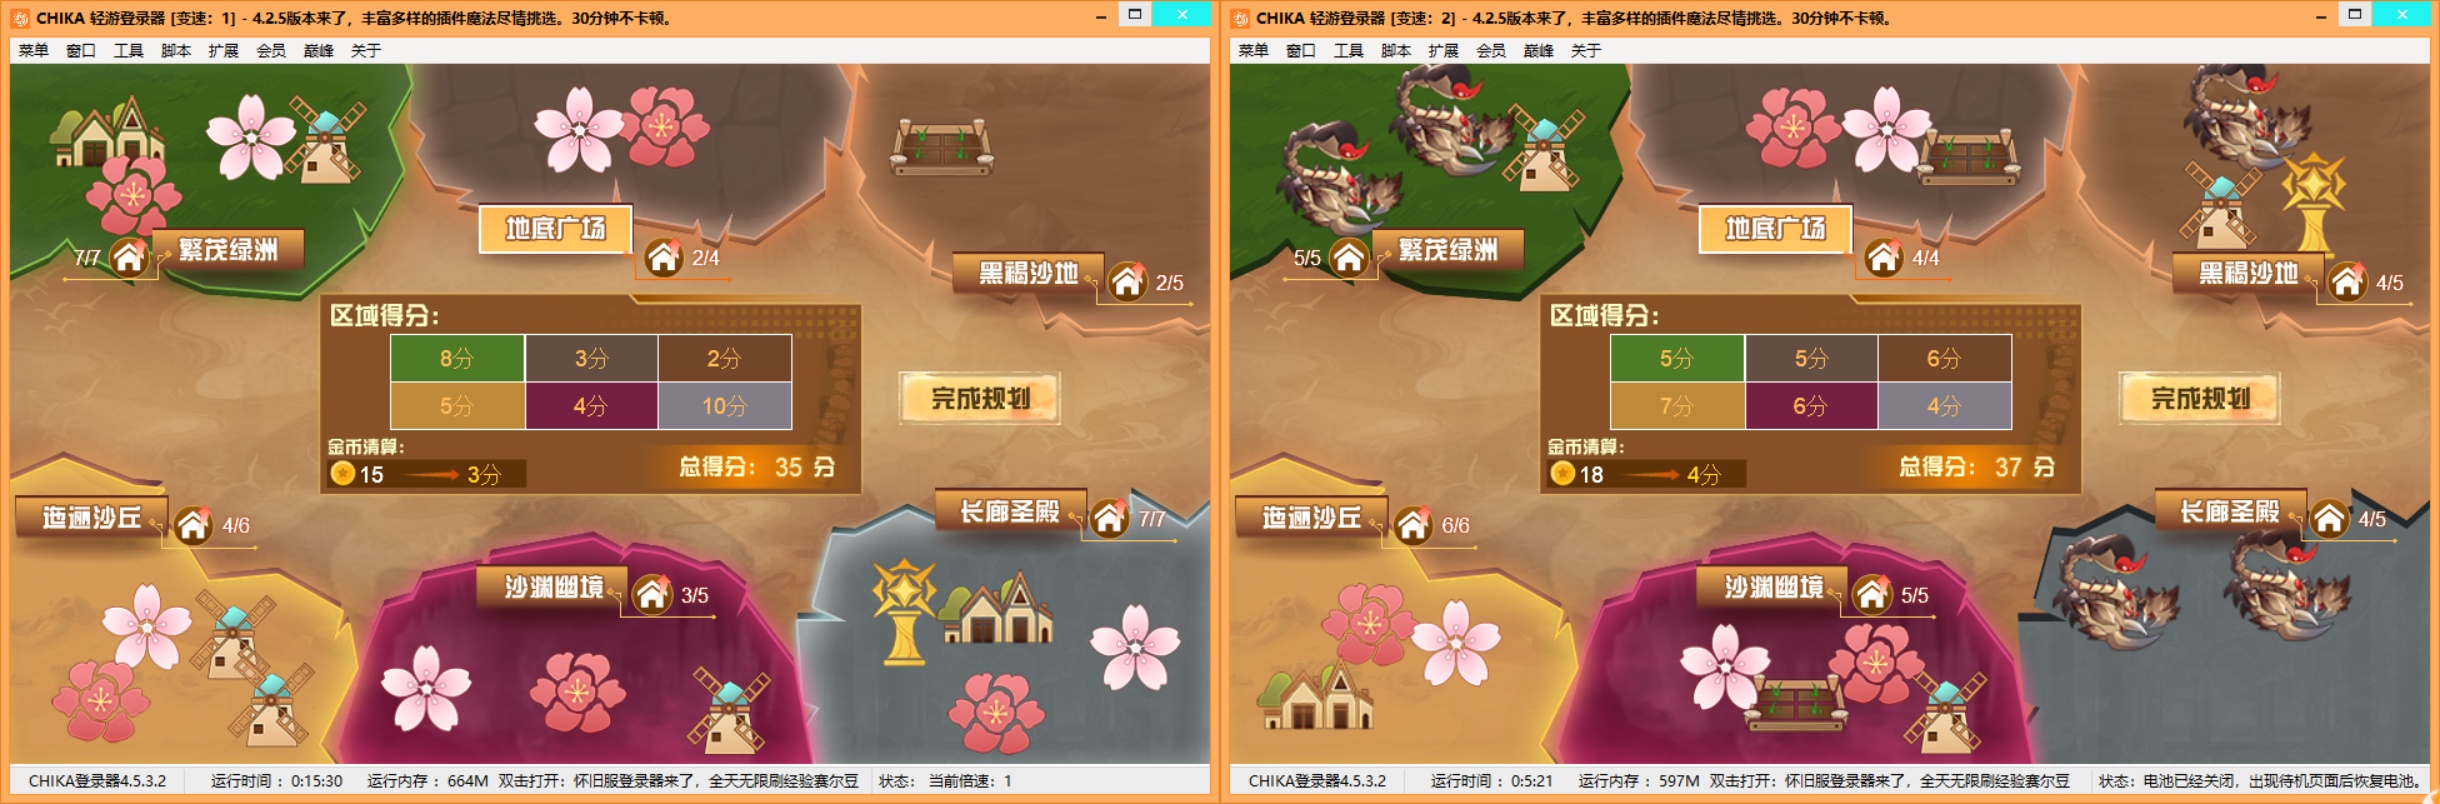 CHIKA 轻游登录器 [变速：1] - 4.2.5版本来了，丰富多样的插件魔法尽情挑选。30分钟不卡顿。
菜单 窗口 工具 脚本 扩展 会员 巅峰 关于
7/7 繁茂绿洲
地底广场 2/4
黑褐沙地 2/5
区域得分：
8分 3分 2分
5分 4分 10分
金币清算：
15 3分
总得分： 35 分
完成规划
迤逦沙丘 4/6
沙渊幽境 3/5
长廊圣殿 7/7
CHIKA登录器4.5.3.2 运行时间：0:15:30 运行内存：664M 双击打开：怀旧服登录器来了，全天无限刷经验赛尔豆 状态： 当前倍速：1
CHIKA 轻游登录器 [变速：2] - 4.2.5版本来了，丰富多样的插件魔法尽情挑选。30分钟不卡顿。
菜单 窗口 工具 脚本 扩展 会员 巅峰 关于
5/5 繁茂绿洲
地底广场 4/4
黑褐沙地 4/5
区域得分：
5分 5分 6分
7分 6分 4分
金币清算：
18 4分
总得分： 37 分
完成规划
迤逦沙丘 6/6
沙渊幽境 5/5
长廊圣殿 4/5
CHIKA登录器4.5.3.2 运行时间：0:5:21 运行内存：597M 双击打开：怀旧服登录器来了，全天无限刷经验赛尔豆 状态：电池已经关闭，出现待机页面后恢复电池。